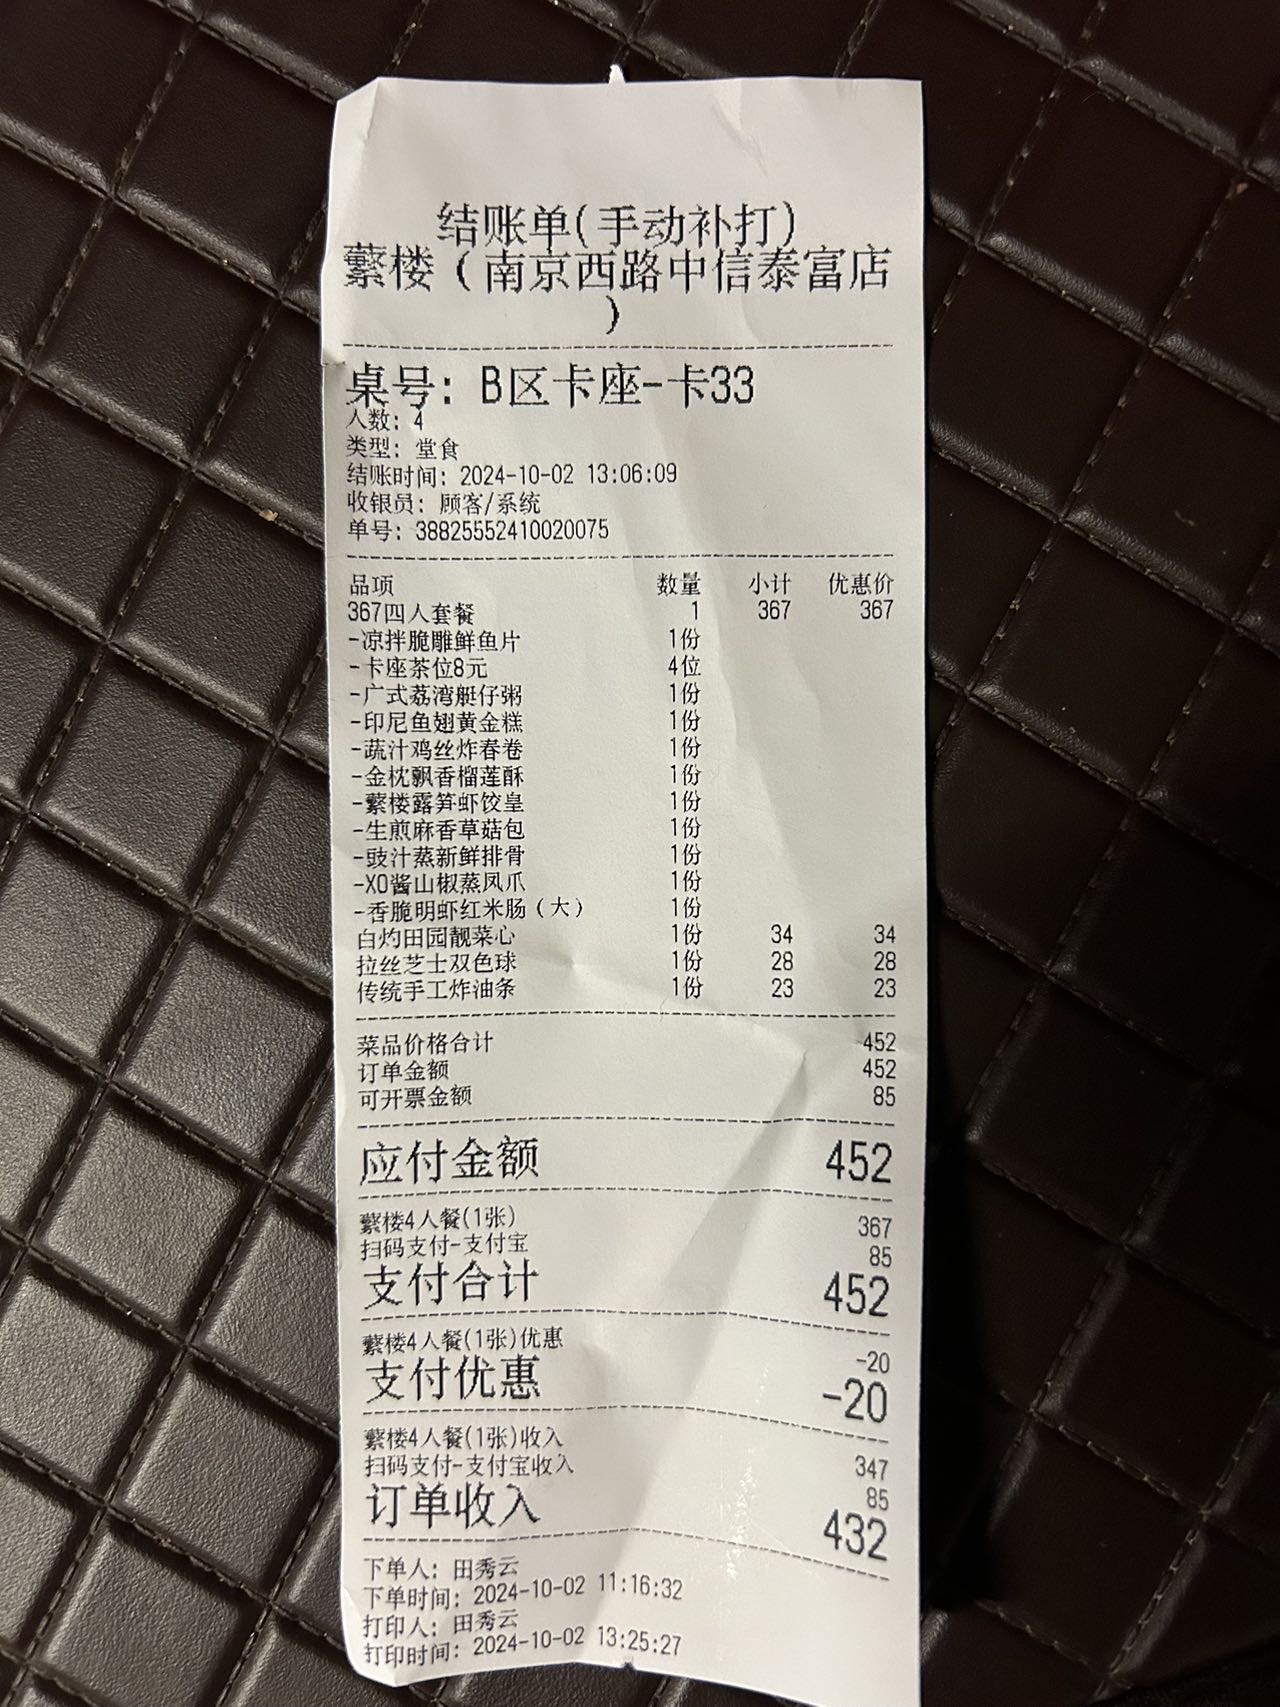 结账单(手动补打)
蘩楼（南京西路中信泰富店
）
桌号: B区卡座-卡33
人数: 4
类型: 堂食
结账时间: 2024-10-02 13:06:09
收银员: 顾客/系统
单号: 38825552410020075
品项 数量 小计 优惠价
367四人套餐 1 367 367
-凉拌脆雕鲜鱼片 1份
-卡座茶位8元 4位
-广式荔湾艇仔粥 1份
-印尼鱼翅黄金糕 1份
-蔬汁鸡丝炸春卷 1份
-金枕飘香榴莲酥 1份
-蘩楼露笋虾饺皇 1份
-生煎麻香草菇包 1份
-豉汁蒸新鲜排骨 1份
-XO酱山椒蒸凤爪 1份
-香脆明虾红米肠（大） 1份
白灼田园靓菜心 1份 34 34
拉丝芝士双色球 1份 28 28
传统手工炸油条 1份 23 23
菜品价格合计 452
订单金额 452
可开票金额 85
应付金额 452
蘩楼4人餐(1张) 367
扫码支付-支付宝 85
支付合计 452
蘩楼4人餐(1张)优惠 -20
支付优惠 -20
蘩楼4人餐(1张)收入 347
扫码支付-支付宝收入 85
订单收入 432
下单人: 田秀云
下单时间: 2024-10-02 11:16:32
打印人: 田秀云
打印时间: 2024-10-02 13:25:27